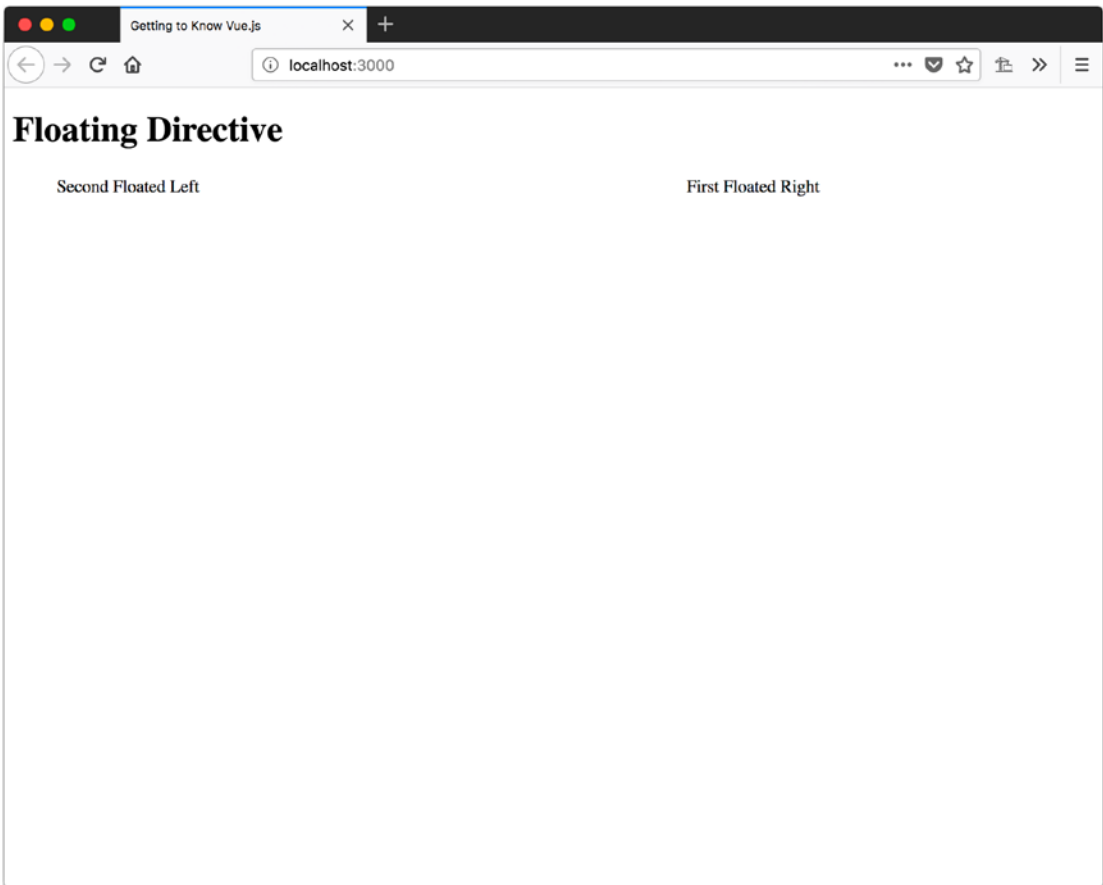 Getting to Know Vue.js
localhost:3000
Floating Directive
Second Floated Left First Floated Right